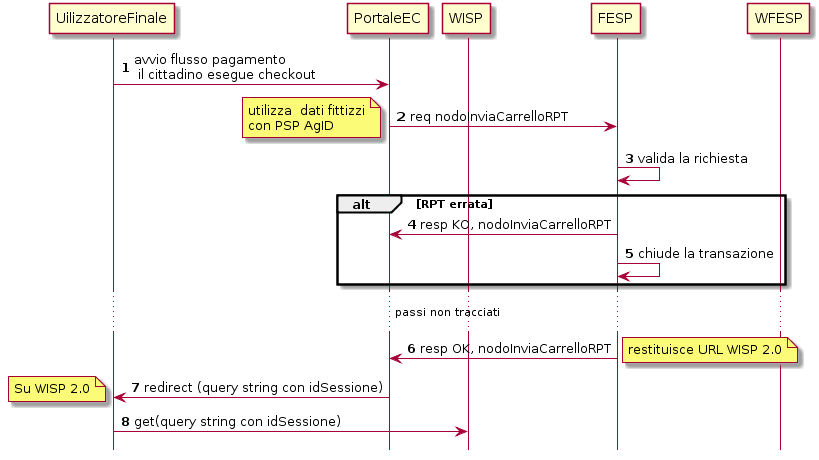 UilizzatoreFinale
PortaleEC
WISP
FESP
WFESP
1 avvio flusso pagamento
il cittadino esegue checkout
utilizza dati fittizzi
con PSP AgID
2 req nodoInviaCarrelloRPT
3 valida la richiesta
alt [RPT errata]
4 resp KO, nodoInviaCarrelloRPT
5 chiude la transazione
passi non tracciati
6 resp OK, nodoInviaCarrelloRPT
restituisce URL WISP 2.0
Su WISP 2.0
7 redirect (query string con idSessione)
8 get(query string con idSessione)